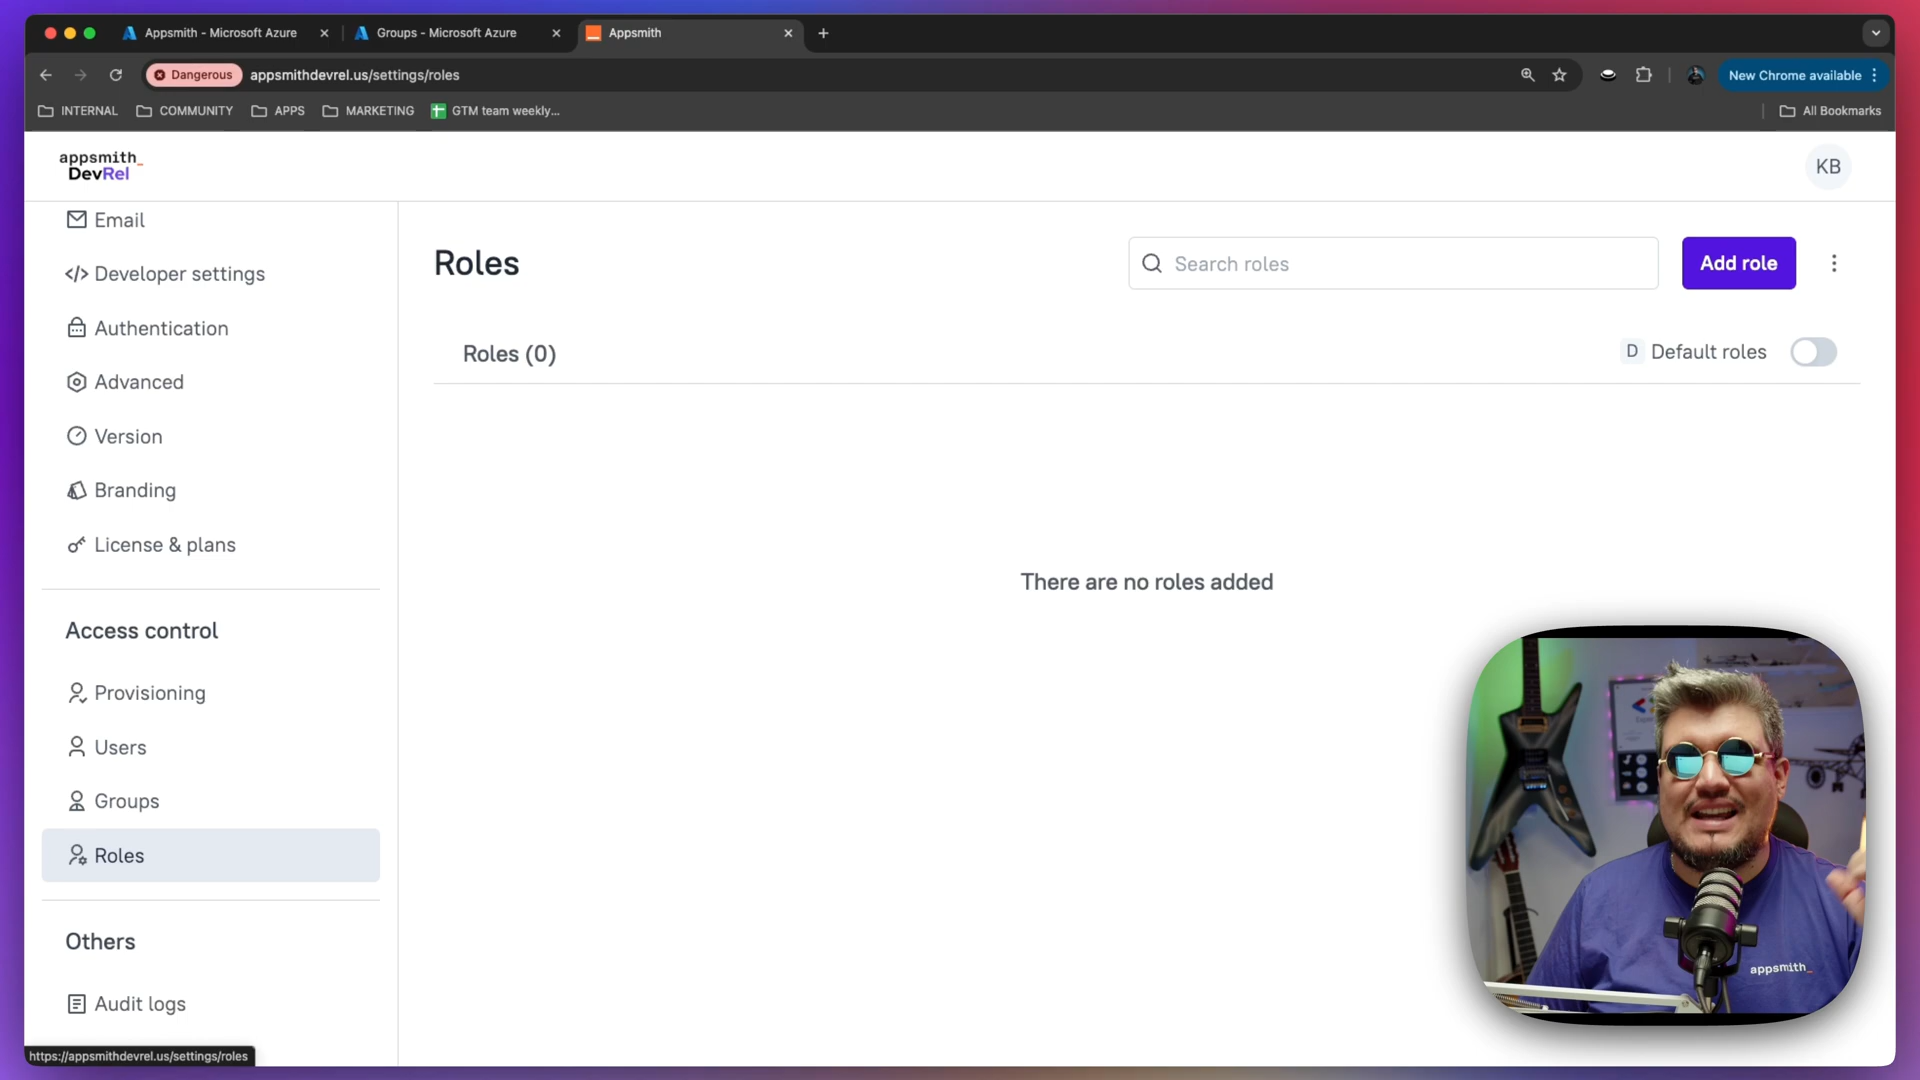 Appsmith - Microsoft Azure
Groups - Microsoft Azure
Appsmith
Dangerous
appsmithdevrel.us/settings/roles
New Chrome available
INTERNAL
COMMUNITY
APPS
MARKETING
GTM team weekly...
All Bookmarks
appsmith_
DevRel
KB
Email
Developer settings
Authentication
Advanced
Version
Branding
License & plans
Access control
Provisioning
Users
Groups
Roles
Others
Audit logs
Roles
Search roles
Add role
Roles (0)
D Default roles
There are no roles added
appsmith_
https://appsmithdevrel.us/settings/roles